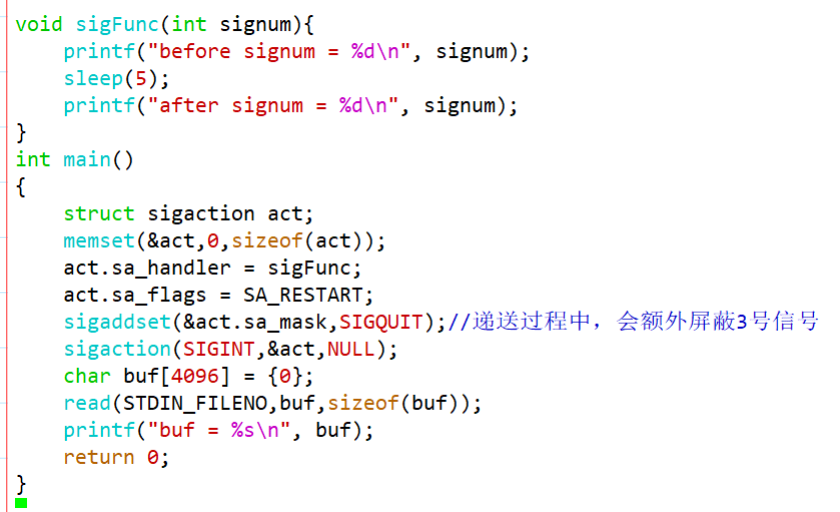 void sigFunc(int signum){
    printf("before signum = %d\n", signum);
    sleep(5);
    printf("after signum = %d\n", signum);
}
int main()
{
    struct sigaction act;
    memset(&act,0,sizeof(act));
    act.sa_handler = sigFunc;
    act.sa_flags = SA_RESTART;
    sigaddset(&act.sa_mask,SIGQUIT);//递送过程中，会额外屏蔽3号信号
    sigaction(SIGINT,&act,NULL);
    char buf[4096] = {0};
    read(STDIN_FILENO,buf,sizeof(buf));
    printf("buf = %s\n", buf);
    return 0;
}